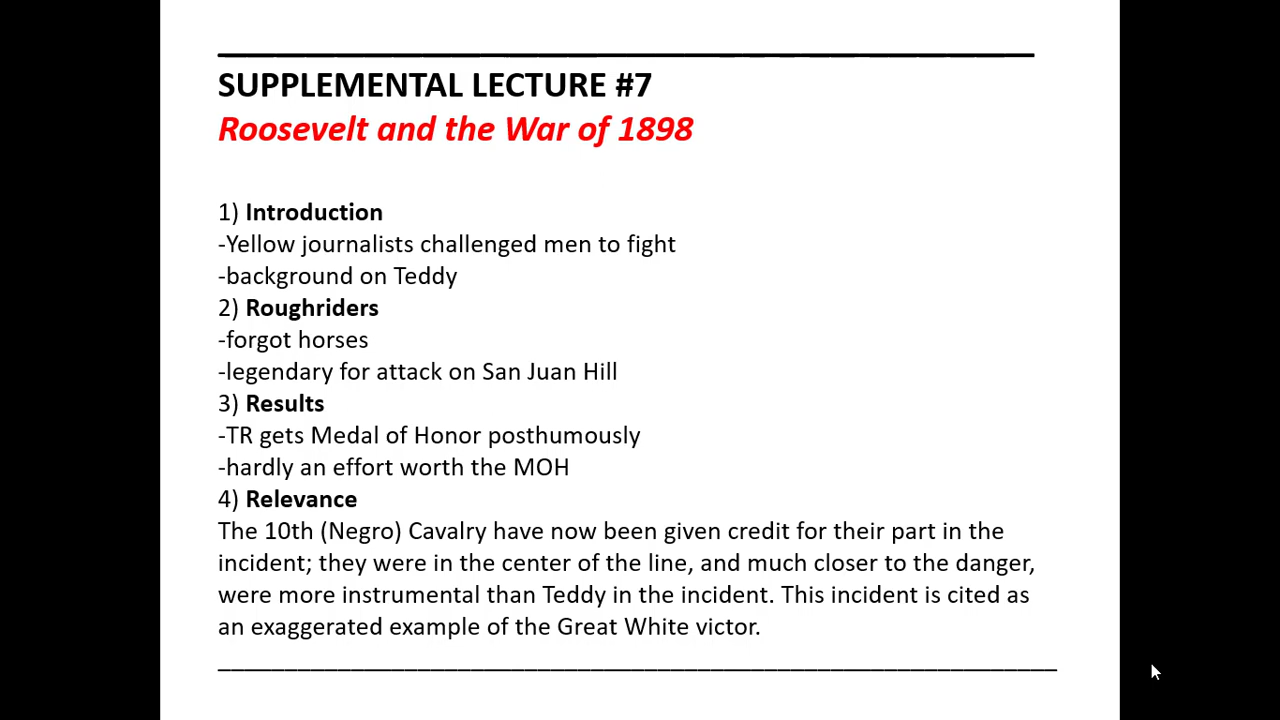 SUPPLEMENTAL LECTURE #7
Roosevelt and the War of 1898
1) Introduction
-Yellow journalists challenged men to fight
-background on Teddy
2) Roughriders
-forgot horses
-legendary for attack on San Juan Hill
3) Results
-TR gets Medal of Honor posthumously
-hardly an effort worth the MOH
4) Relevance
The 10th (Negro) Cavalry have now been given credit for their part in the
incident; they were in the center of the line, and much closer to the danger,
were more instrumental than Teddy in the incident. This incident is cited as
an exaggerated example of the Great White victor.